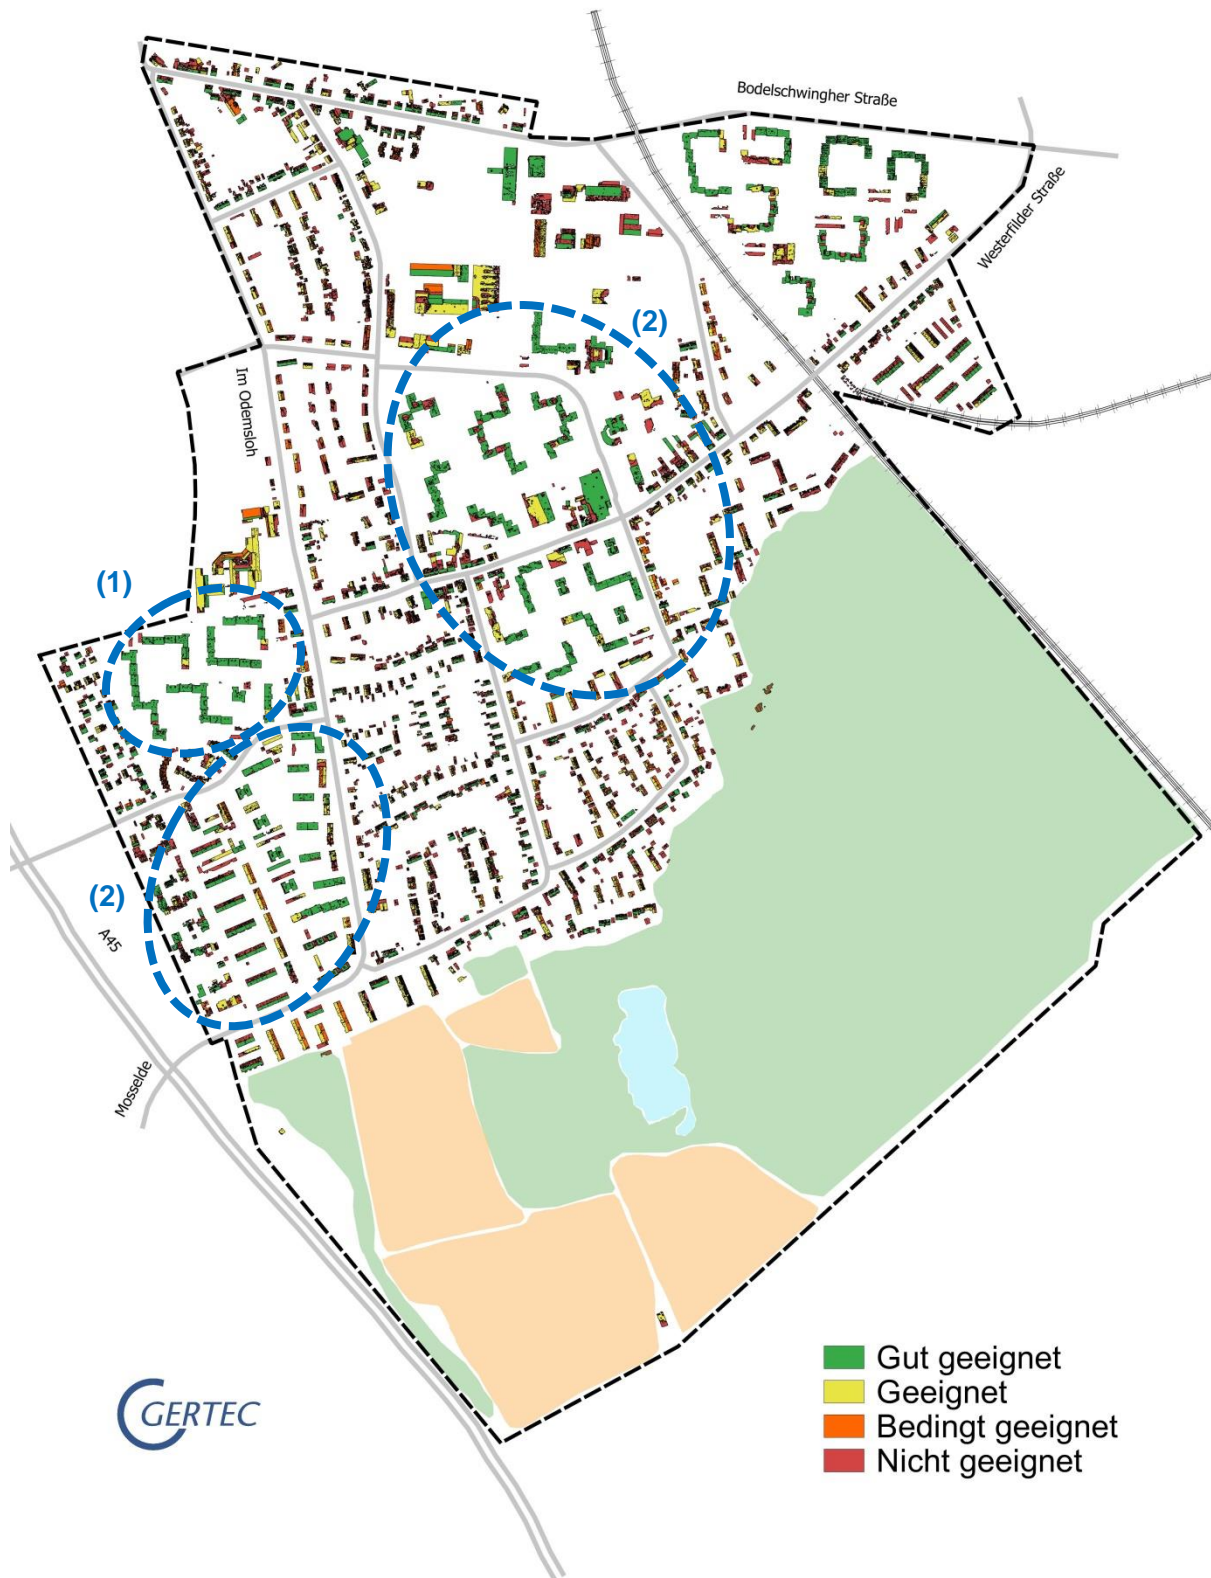 Bodelschwingher Straße
Westerfilder Straße
(2)
Im Odemsloh
(1)
(2)
A45
Mosselde
Gut geeignet
Geeignet
Bedingt geeignet
Nicht geeignet
GERTEC